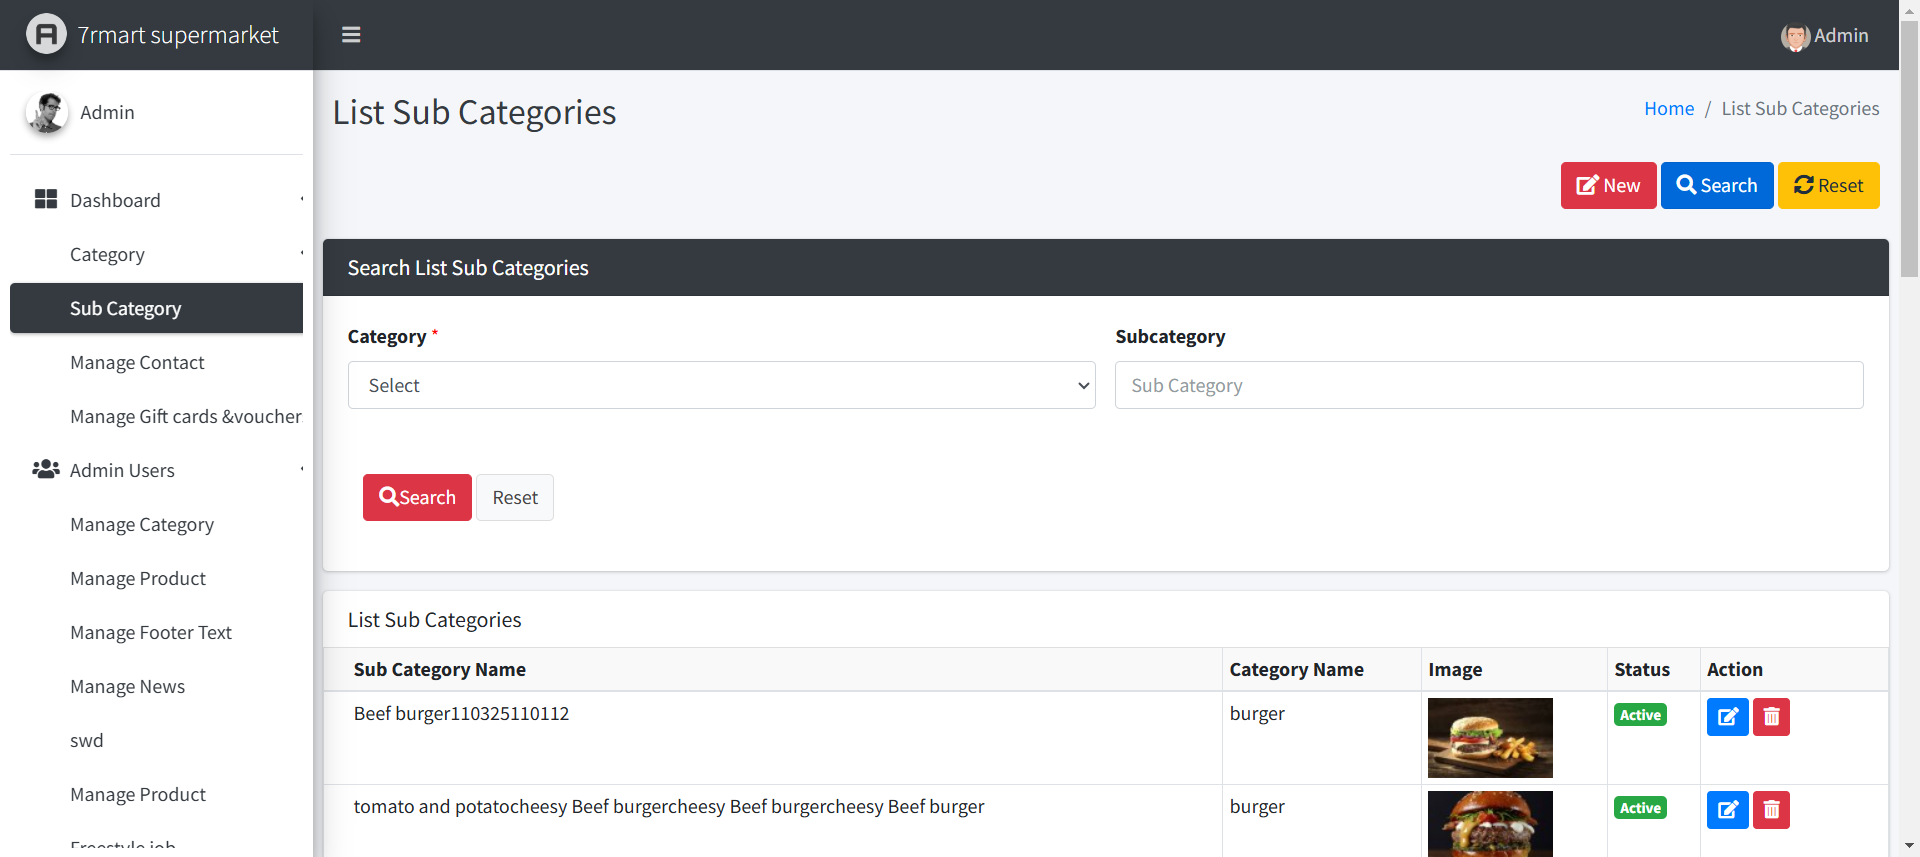 7rmart supermarket
Admin
Admin
Dashboard
Category
Sub Category
Manage Contact
Manage Gift cards &voucher
Admin Users
Manage Category
Manage Product
Manage Footer Text
Manage News
swd
Manage Product
Freestyle job
List Sub Categories
Home / List Sub Categories
New Search Reset
Search List Sub Categories
Category * Subcategory
Select Sub Category
Search Reset
List Sub Categories
Sub Category Name Category Name Image Status Action
Beef burger110325110112 burger Active
tomato and potatocheesy Beef burgercheesy Beef burgercheesy Beef burger burger Active